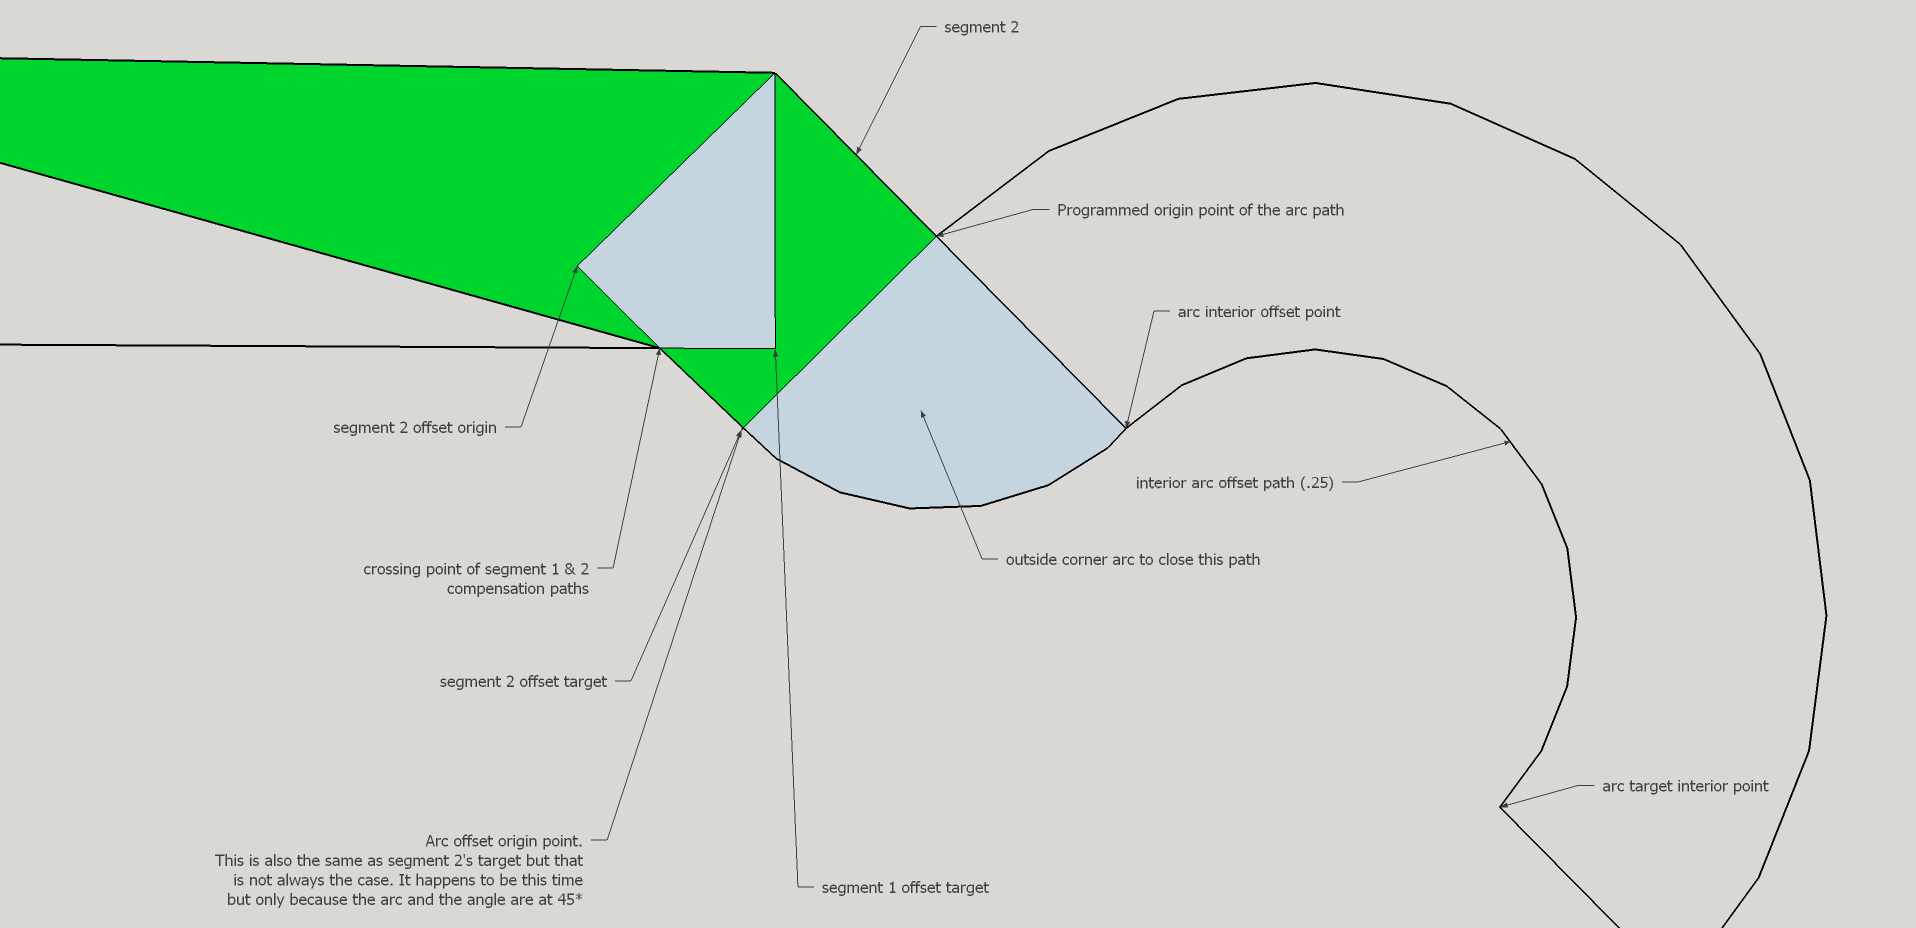 segment 2
Programmed origin point of the arc path
arc interior offset point
segment 2 offset origin
interior arc offset path (.25)
outside corner arc to close this path
crossing point of segment 1 & 2
compensation paths
segment 2 offset target
arc target interior point
Arc offset origin point.
This is also the same as segment 2's target but that
is not always the case. It happens to be this time
but only because the arc and the angle are at 45*
segment 1 offset target